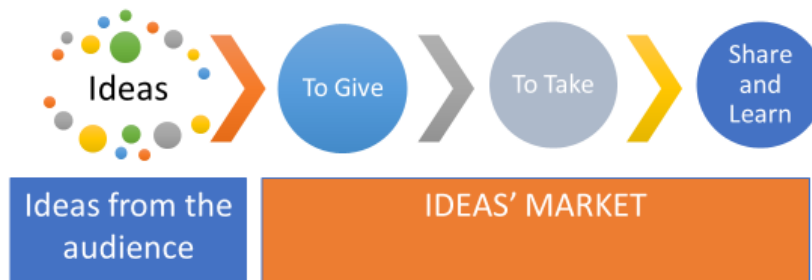 Ideas
To Give
To Take
Share
and
Learn
Ideas from the
audience
IDEAS’ MARKET